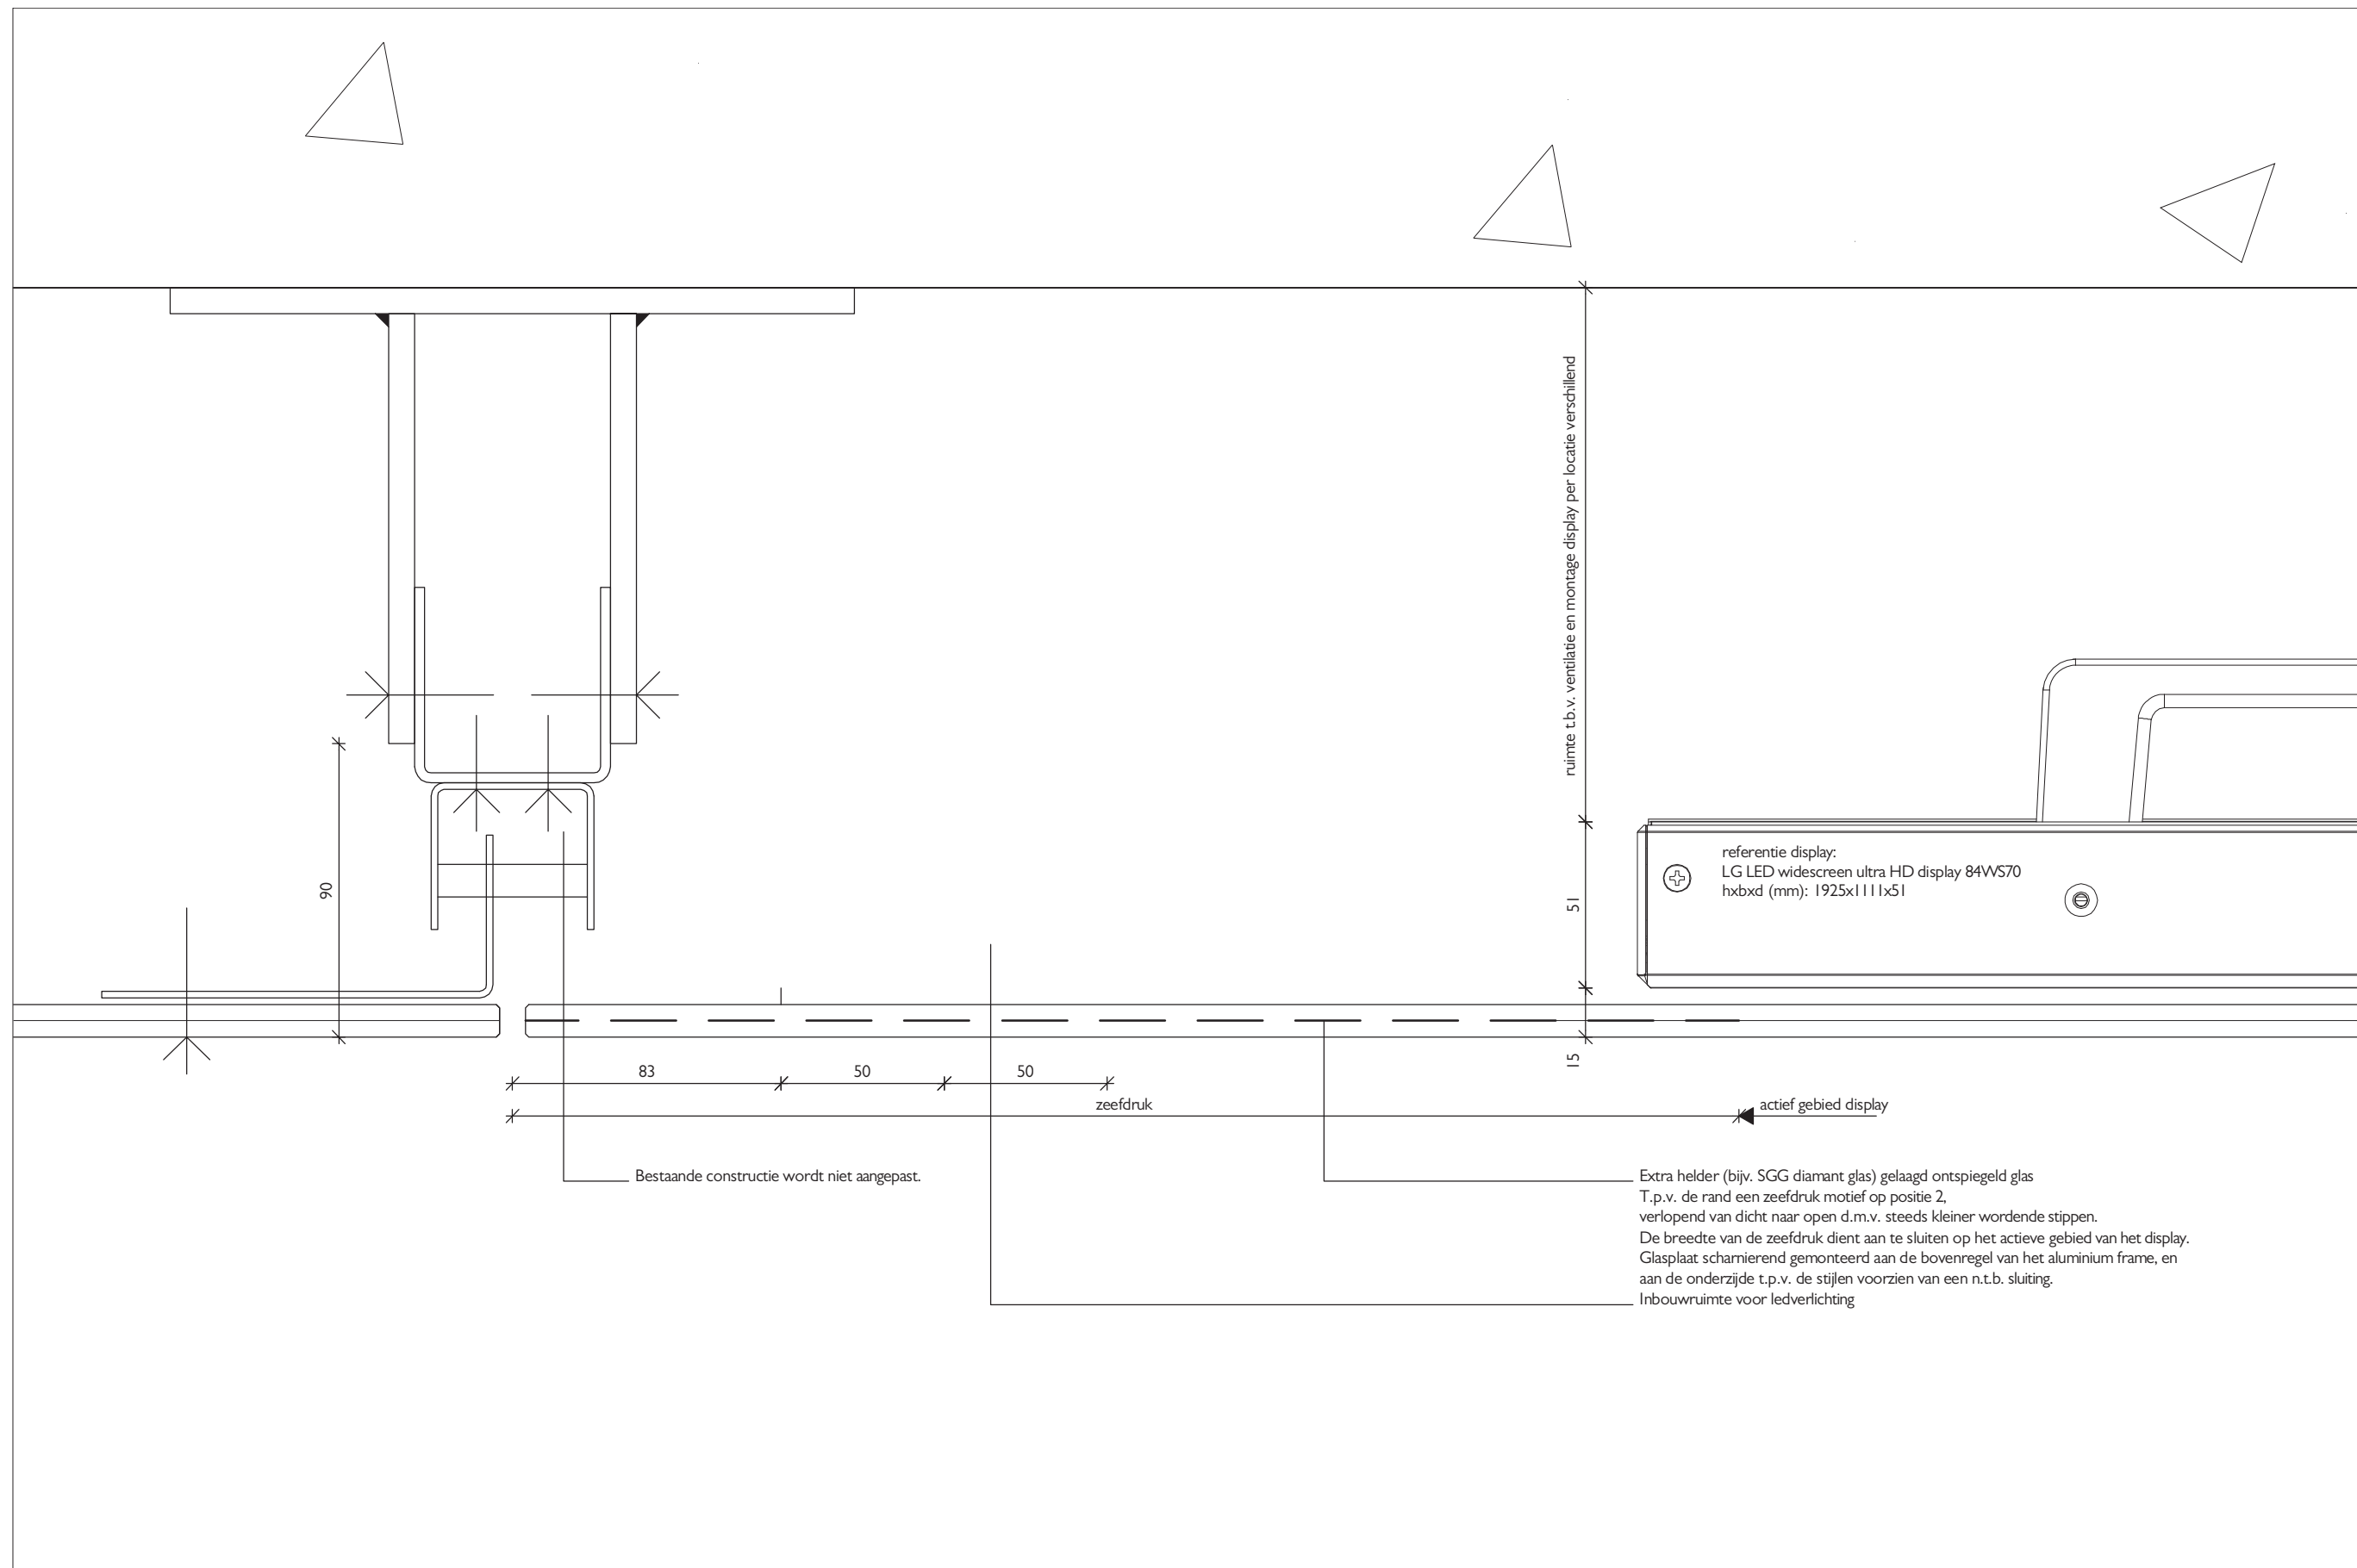 ruimte t.b.v. ventilatie en montage display per locatie verschillend
referentie display:
LG LED widescreen ultra HD display 84WS70
hxbxd (mm): 1925x1111x51
90
51
15
83
50
50
zeefdruk
actief gebied display
Bestaande constructie wordt niet aangepast.
Extra helder (bijv. SGG diamant glas) gelaagd ontspiegeld glas
T.p.v. de rand een zeefdruk motief op positie 2,
verlopend van dicht naar open d.m.v. steeds kleiner wordende stippen.
De breedte van de zeefdruk dient aan te sluiten op het actieve gebied van het display.
Glasplaat scharnierend gemonteerd aan de bovenregel van het aluminium frame, en
aan de onderzijde t.p.v. de stijlen voorzien van een n.t.b. sluiting.
Inbouwruimte voor ledverlichting